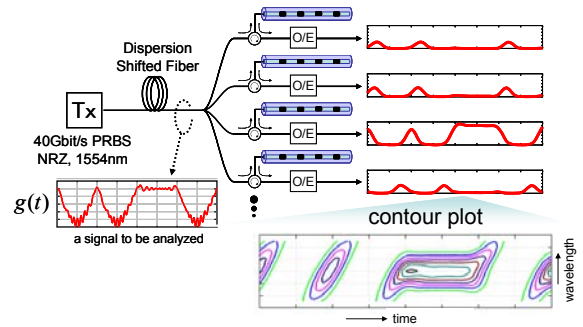 Dispersion
Shifted Fiber
Tx
40Gbit/s PRBS
NRZ, 1554nm
O/E
O/E
O/E
O/E
g(t)
a signal to be analyzed
contour plot
wavelength
time